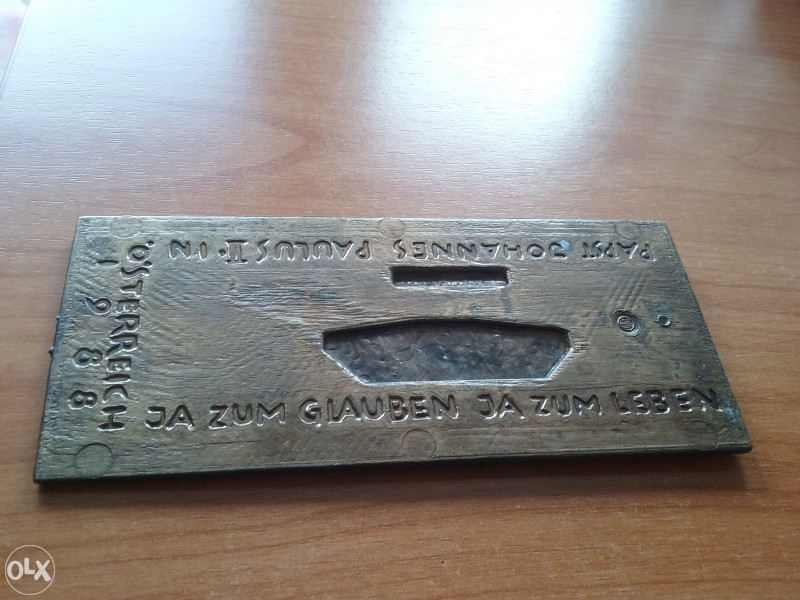 PAPST JOHANNES PAULUS II. IN
ÖSTERREICH
1988
JA ZUM GLAUBEN JA ZUM LEBEN
OLX